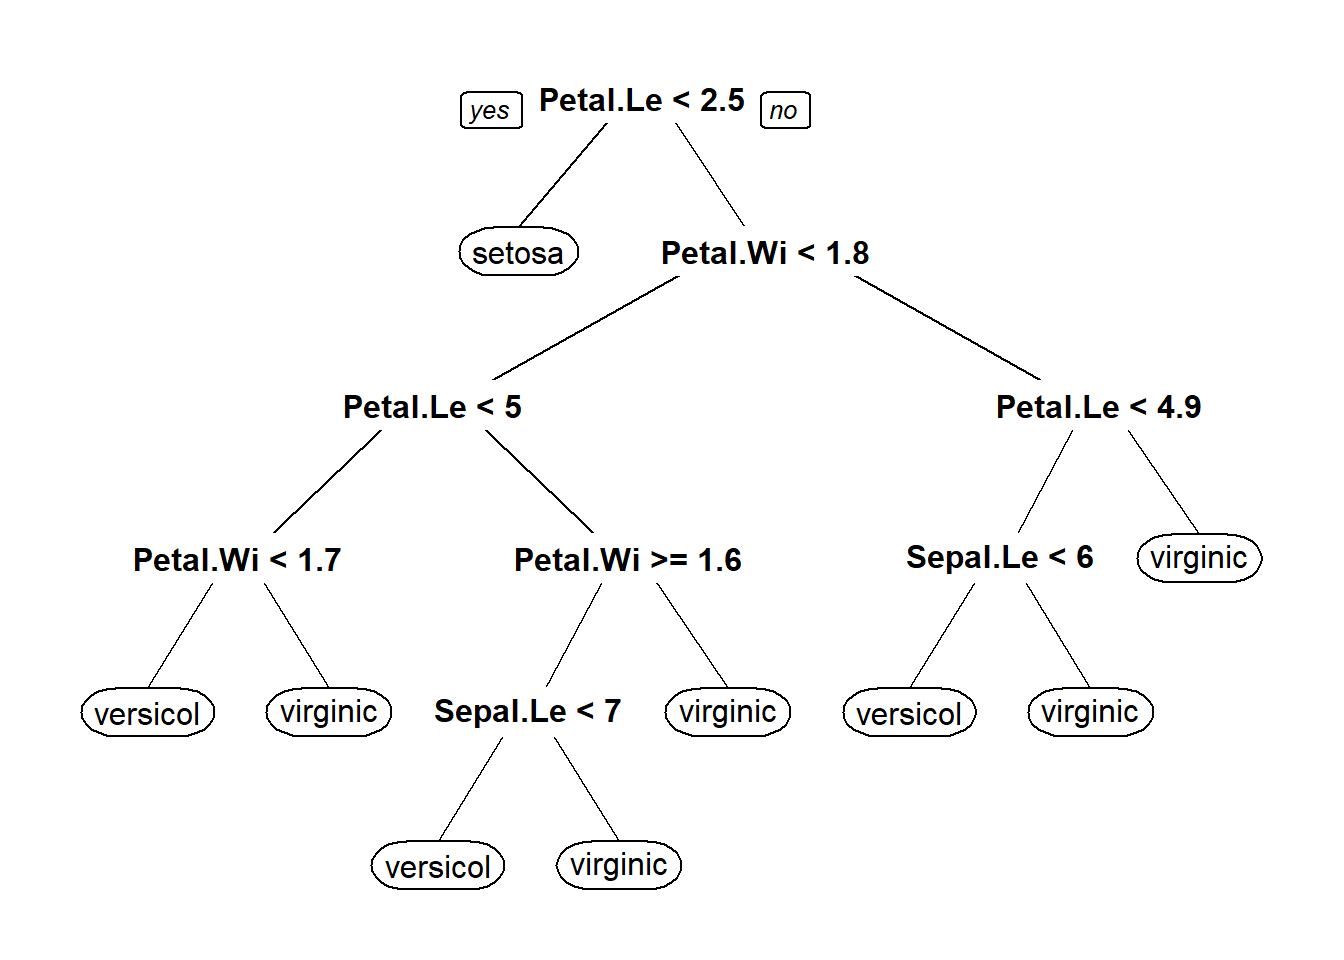 yes Petal.Le < 2.5 no
setosa Petal.Wi < 1.8
Petal.Le < 5 Petal.Le < 4.9
Petal.Wi < 1.7 Petal.Wi >= 1.6 Sepal.Le < 6 virginic
versicol virginic Sepal.Le < 7 virginic versicol virginic
versicol virginic